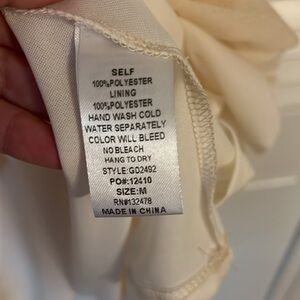 SELF
100%POLYESTER
LINING
100%POLYESTER
HAND WASH COLD
WATER SEPARATELY
COLOR WILL BLEED
NO BLEACH
HANG TO DRY
STYLE:GD2492
PO#:12410
SIZE:M
RN#132478
MADE IN CHINA